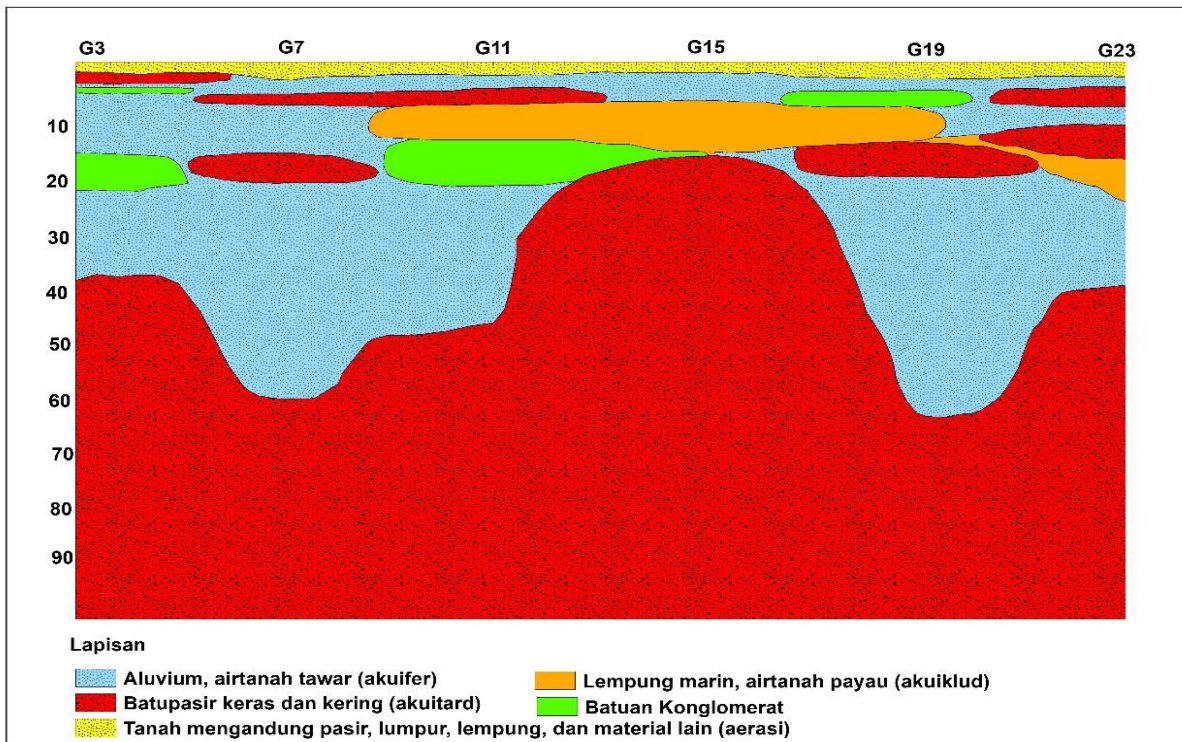 G3 G7 G11 G15 G19 G23
10
20
30
40
50
60
70
80
90
Lapisan
Aluvium, airtanah tawar (akuifer)
Lempung marin, airtanah payau (akuiklud)
Batupasir keras dan kering (akuitard)
Batuan Konglomerat
Tanah mengandung pasir, lumpur, lempung, dan material lain (aerasi)